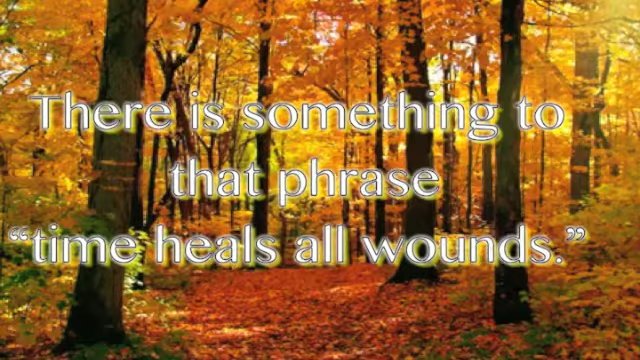 There is something to
that phrase
“time heals all wounds.”